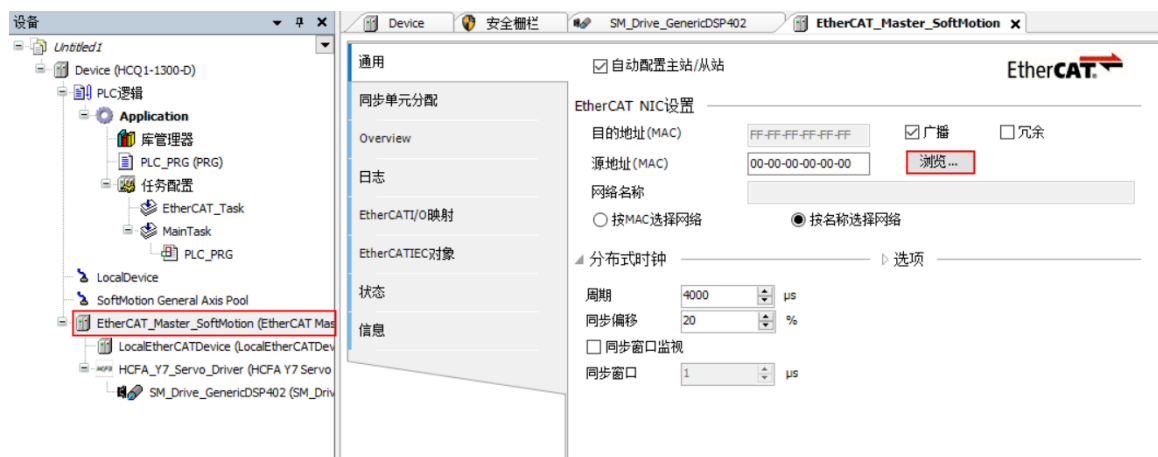 设备
Untitled1
Device (HCQ1-1300-D)
PLC逻辑
Application
库管理器
PLC_PRG (PRG)
任务配置
EtherCAT_Task
MainTask
PLC_PRG
LocalDevice
SoftMotion General Axis Pool
EtherCAT_Master_SoftMotion (EtherCAT Mas
LocalEtherCATDevice (LocalEtherCATDev
HCFA_Y7_Servo_Driver (HCFA Y7 Servo
SM_Drive_GenericDSP402 (SM_Driv
Device 安全栅栏 SM_Drive_GenericDSP402 EtherCAT_Master_SoftMotion
通用
同步单元分配
Overview
日志
EtherCATI/O映射
EtherCATIEC对象
状态
信息
自动配置主站/从站
EtherCAT.
EtherCAT NIC设置
目的地址(MAC) FF-FF-FF-FF-FF-FF 广播 冗余
源地址(MAC) 00-00-00-00-00-00 浏览...
网络名称
按MAC选择网络 按名称选择网络
分布式时钟 选项
周期 4000 µs
同步偏移 20 %
同步窗口监视
同步窗口 1 µs